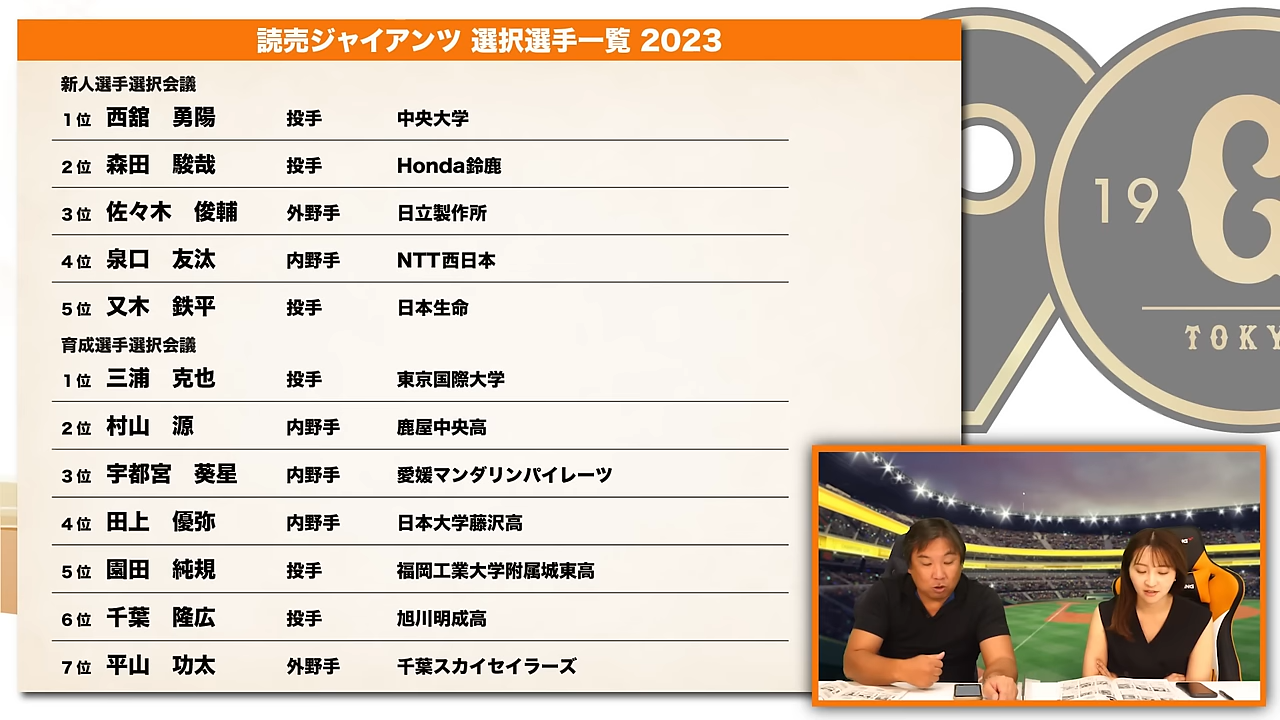 読売ジャイアンツ 選択選手一覧 2023
新人選手選択会議
1位 西舘 勇陽 投手 中央大学
2位 森田 駿哉 投手 Honda鈴鹿
3位 佐々木 俊輔 外野手 日立製作所
4位 泉口 友汰 内野手 NTT西日本
5位 又木 鉄平 投手 日本生命
育成選手選択会議
1位 三浦 克也 投手 東京国際大学
2位 村山 源 内野手 鹿屋中央高
3位 宇都宮 葵星 内野手 愛媛マンダリンパイレーツ
4位 田上 優弥 内野手 日本大学藤沢高
5位 園田 純規 投手 福岡工業大学附属城東高
6位 千葉 隆広 投手 旭川明成高
7位 平山 功太 外野手 千葉スカイセイラーズ
19
G
TOKY